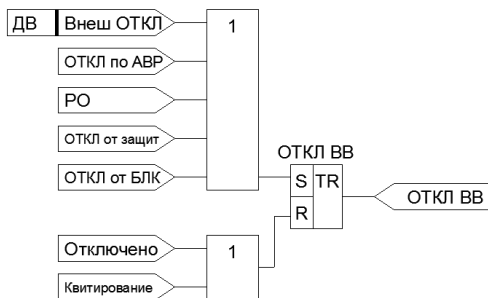 ДВ Внеш ОТКЛ 1
ОТКЛ по АВР
РО
ОТКЛ от защит
ОТКЛ от БЛК
ОТКЛ ВВ
S TR
R
ОТКЛ ВВ
Отключено 1
Квитирование